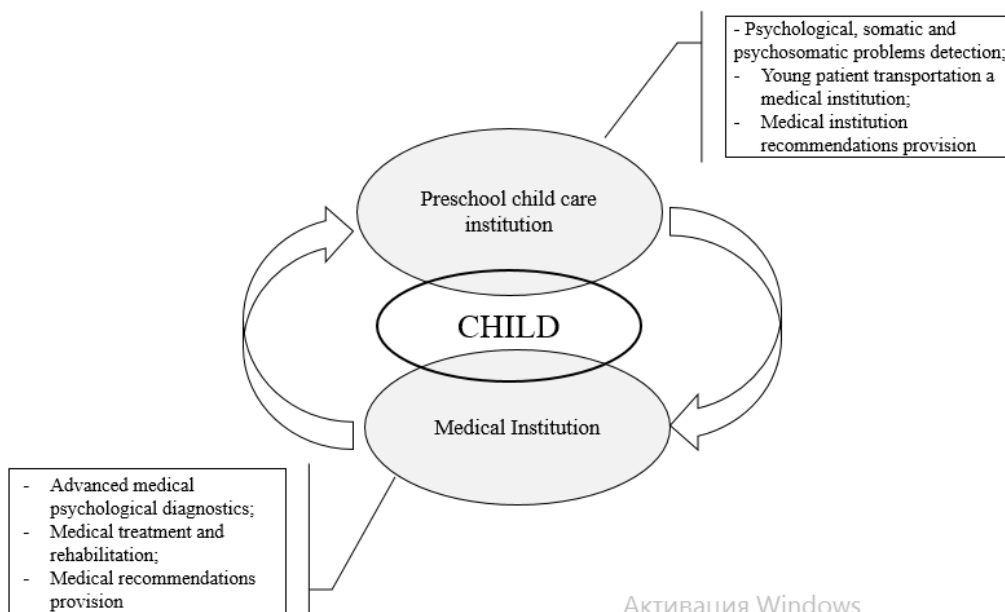 - Psychological, somatic and
psychosomatic problems detection;
- Young patient transportation a
medical institution;
- Medical institution
recommendations provision
Preschool child care
institution
CHILD
Medical Institution
- Advanced medical
psychological diagnostics;
- Medical treatment and
rehabilitation;
- Medical recommendations
provision
Активация Windows